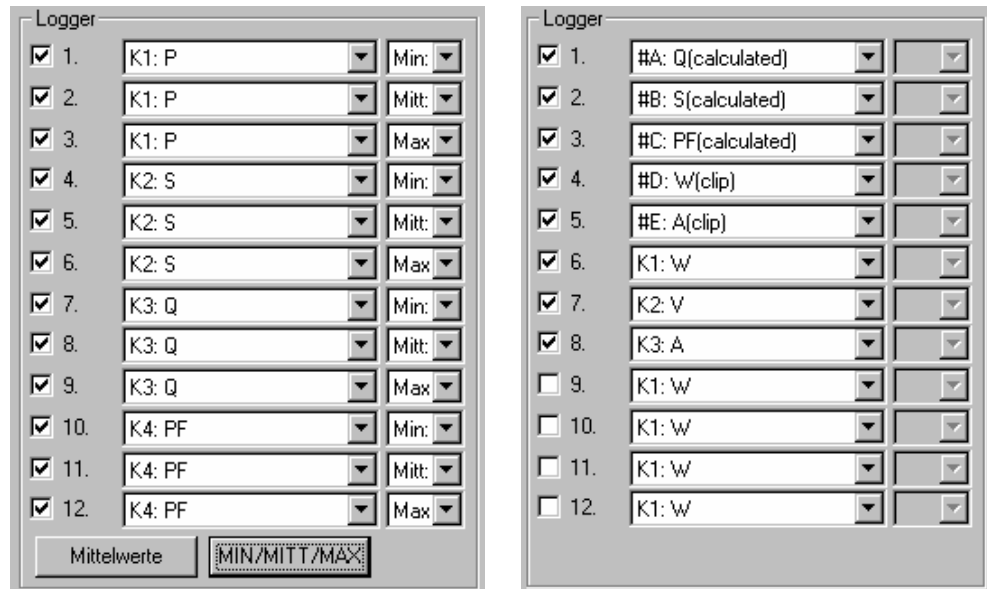 Logger
1. K1: P Min:
2. K1: P Mitt:
3. K1: P Max
4. K2: S Min:
5. K2: S Mitt:
6. K2: S Max
7. K3: Q Min:
8. K3: Q Mitt:
9. K3: Q Max
10. K4: PF Min:
11. K4: PF Mitt:
12. K4: PF Max
Mittelwerte MIN/MITT/MAX
Logger
1. #A: Q(calculated)
2. #B: S(calculated)
3. #C: PF(calculated)
4. #D: W(clip)
5. #E: A(clip)
6. K1: W
7. K2: V
8. K3: A
9. K1: W
10. K1: W
11. K1: W
12. K1: W